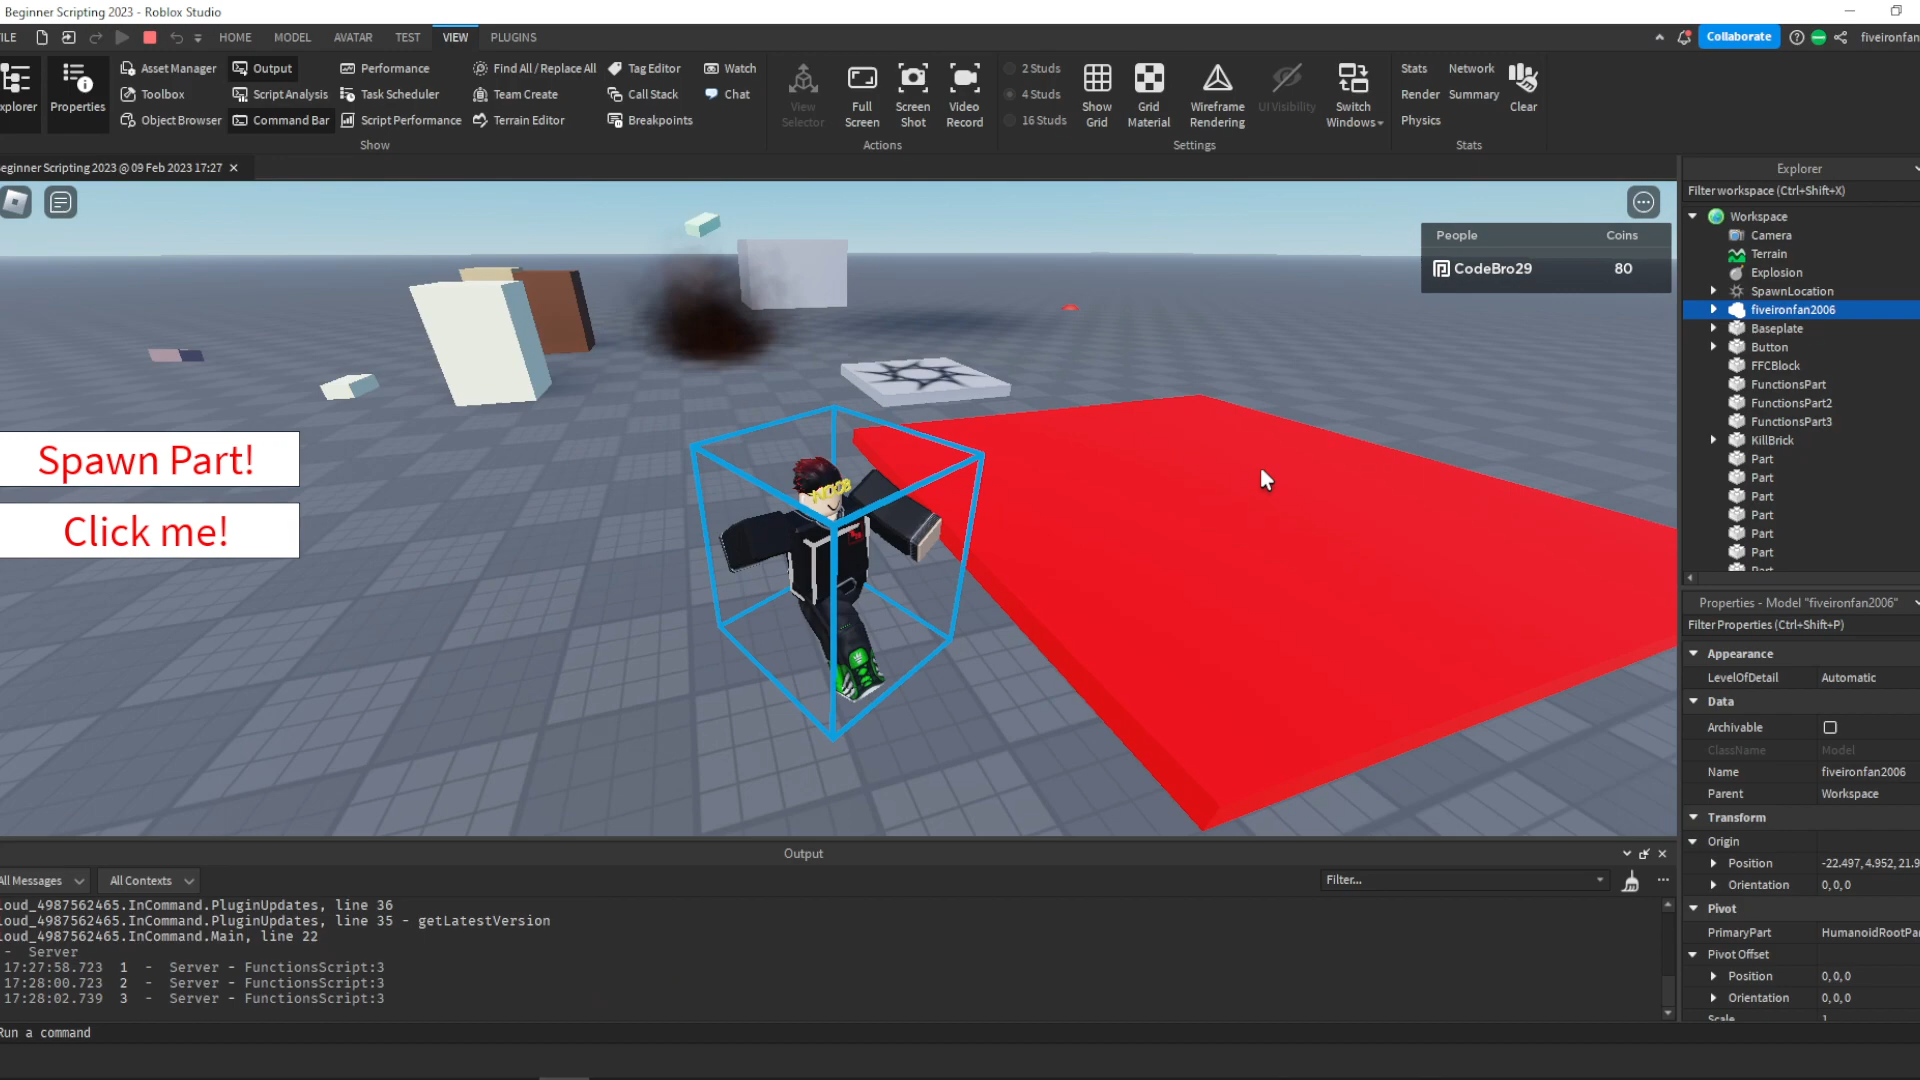 Beginner Scripting 2023 - Roblox Studio
ILE
HOME
MODEL
AVATAR
TEST
VIEW
PLUGINS
Collaborate
fiveironfan
xplorer
Properties
Asset Manager
Toolbox
Object Browser
Output
Script Analysis
Command Bar
Performance
Task Scheduler
Script Performance
Find All / Replace All
Team Create
Terrain Editor
Tag Editor
Call Stack
Breakpoints
Watch
Chat
Show
View
Selector
Full
Screen
Screen
Shot
Video
Record
Actions
2 Studs
4 Studs
16 Studs
Show
Grid
Grid
Material
Wireframe
Rendering
UI Visibility
Switch
Windows
Settings
Stats
Render
Physics
Network
Summary
Clear
Stats
eginner Scripting 2023 @ 09 Feb 2023 17:27
People Coins
CodeBro29 80
Spawn Part!
Click me!
Explorer
Filter workspace (Ctrl+Shift+X)
Workspace
Camera
Terrain
Explosion
SpawnLocation
fiveironfan2006
Baseplate
Button
FFCBlock
FunctionsPart
FunctionsPart2
FunctionsPart3
KillBrick
Part
Part
Part
Part
Part
Part
Part
Properties - Model "fiveironfan2006"
Filter Properties (Ctrl+Shift+P)
Appearance
LevelOfDetail Automatic
Data
Archivable
ClassName Model
Name fiveironfan2006
Parent Workspace
Transform
Origin
Position -22.497, 4.952, 21.9
Orientation 0, 0, 0
Pivot
PrimaryPart HumanoidRootPa
Pivot Offset
Position 0, 0, 0
Orientation 0, 0, 0
Scale 1
Output
All Messages
All Contexts
Filter...
loud_4987562465.InCommand.PluginUpdates, line 36
loud_4987562465.InCommand.PluginUpdates, line 35 - getLatestVersion
loud_4987562465.InCommand.Main, line 22
- Server
17:27:58.723 1 - Server - FunctionsScript:3
17:28:00.723 2 - Server - FunctionsScript:3
17:28:02.739 3 - Server - FunctionsScript:3
Run a command